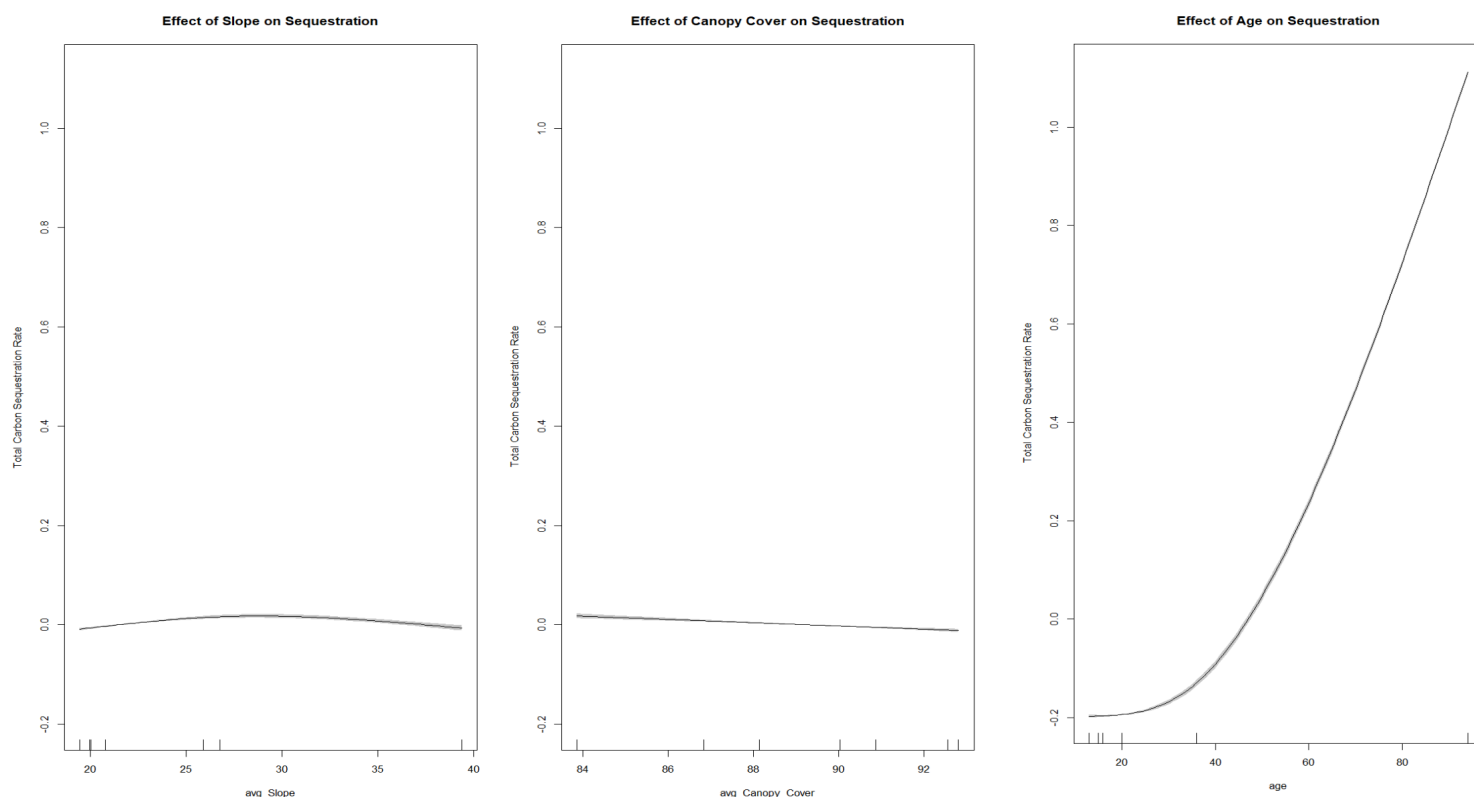 Effect of Slope on Sequestration
Total Carbon Sequestration Rate
1.0
0.8
0.6
0.4
0.2
0.0
-0.2
20 25 30 35 40
avg_Slope
Effect of Canopy Cover on Sequestration
Total Carbon Sequestration Rate
1.0
0.8
0.6
0.4
0.2
0.0
-0.2
84 86 88 90 92
avg_Canopy_Cover
Effect of Age on Sequestration
Total Carbon Sequestration Rate
1.0
0.8
0.6
0.4
0.2
0.0
-0.2
20 40 60 80
age